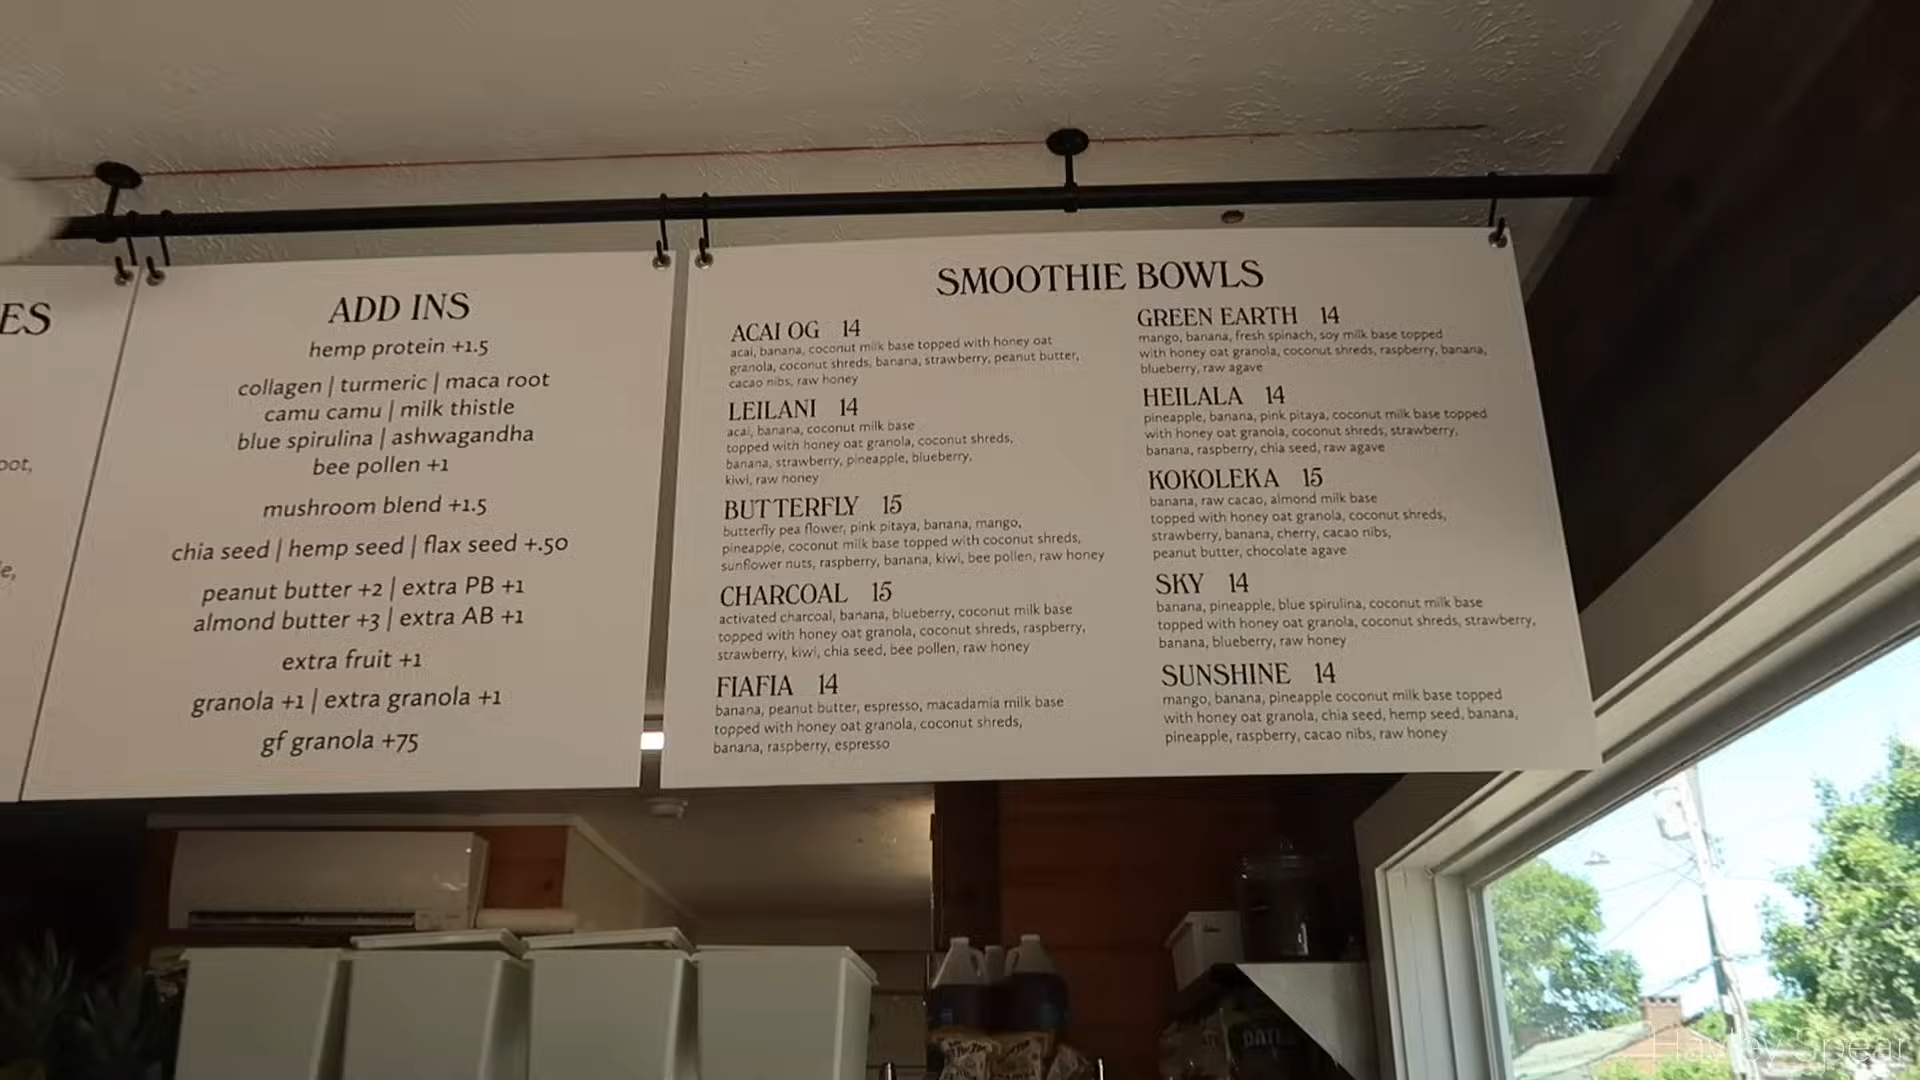 ES
oot,
e,
ADD INS
hemp protein +1.5
collagen | turmeric | maca root
camu camu | milk thistle
blue spirulina | ashwagandha
bee pollen +1
mushroom blend +1.5
chia seed | hemp seed | flax seed +.50
peanut butter +2 | extra PB +1
almond butter +3 | extra AB +1
extra fruit +1
granola +1 | extra granola +1
gf granola +75
SMOOTHIE BOWLS
ACAI OG 14
acai, banana, coconut milk base topped with honey oat
granola, coconut shreds, banana, strawberry, peanut butter,
cacao nibs, raw honey
LEILANI 14
acai, banana, coconut milk base
topped with honey oat granola, coconut shreds,
banana, strawberry, pineapple, blueberry,
kiwi, raw honey
BUTTERFLY 15
butterfly pea flower, pink pitaya, banana, mango,
pineapple, coconut milk base topped with coconut shreds,
sunflower nuts, raspberry, banana, kiwi, bee pollen, raw honey
CHARCOAL 15
activated charcoal, banana, blueberry, coconut milk base
topped with honey oat granola, coconut shreds, raspberry,
strawberry, kiwi, chia seed, bee pollen, raw honey
FIAFIA 14
banana, peanut butter, espresso, macadamia milk base
topped with honey oat granola, coconut shreds,
banana, raspberry, espresso
GREEN EARTH 14
mango, banana, fresh spinach, soy milk base topped
with honey oat granola, coconut shreds, raspberry, banana,
blueberry, raw agave
HEILALA 14
pineapple, banana, pink pitaya, coconut milk base topped
with honey oat granola, coconut shreds, strawberry,
banana, raspberry, chia seed, raw agave
KOKOLEKA 15
banana, raw cacao, almond milk base
topped with honey oat granola, coconut shreds,
strawberry, banana, cherry, cacao nibs,
peanut butter, chocolate agave
SKY 14
banana, pineapple, blue spirulina, coconut milk base
topped with honey oat granola, coconut shreds, strawberry,
banana, blueberry, raw honey
SUNSHINE 14
mango, banana, pineapple coconut milk base topped
with honey oat granola, chia seed, hemp seed, banana,
pineapple, raspberry, cacao nibs, raw honey
Hayley Spear